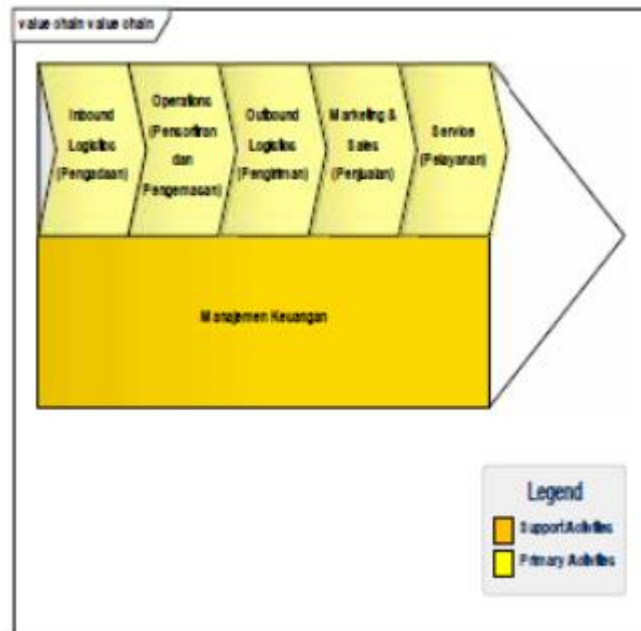 value chain value chain
Inbound
Logistics
(Pengadaan)
Operations
(Pensortiran
dan
Pengemasan)
Outbound
Logistics
(Pengiriman)
Marketing &
Sales
(Penjualan)
Service
(Pelayanan)
Manajemen Keuangan
Legend
Support Activities
Primary Activities